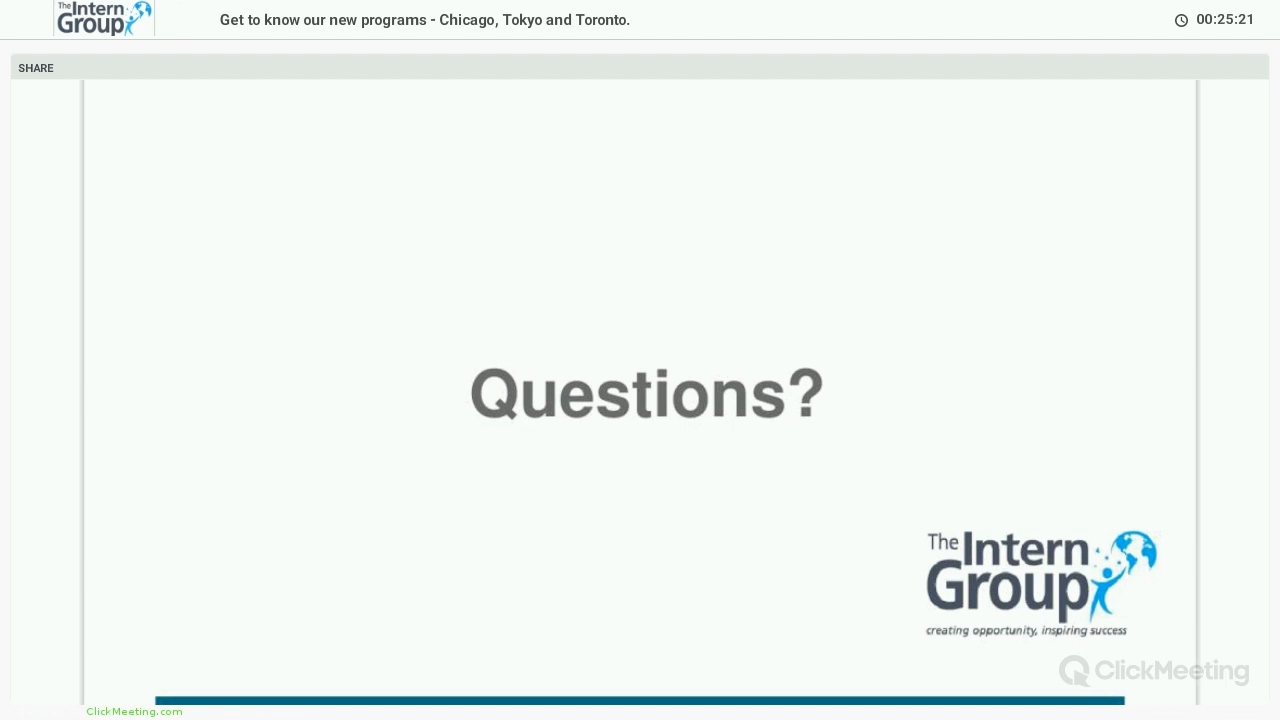 The Intern Group
Get to know our new programs - Chicago, Tokyo and Toronto.
00:25:21
SHARE
Questions?
The Intern
Group
creating opportunity, inspiring success
ClickMeeting
ClickMeeting.com